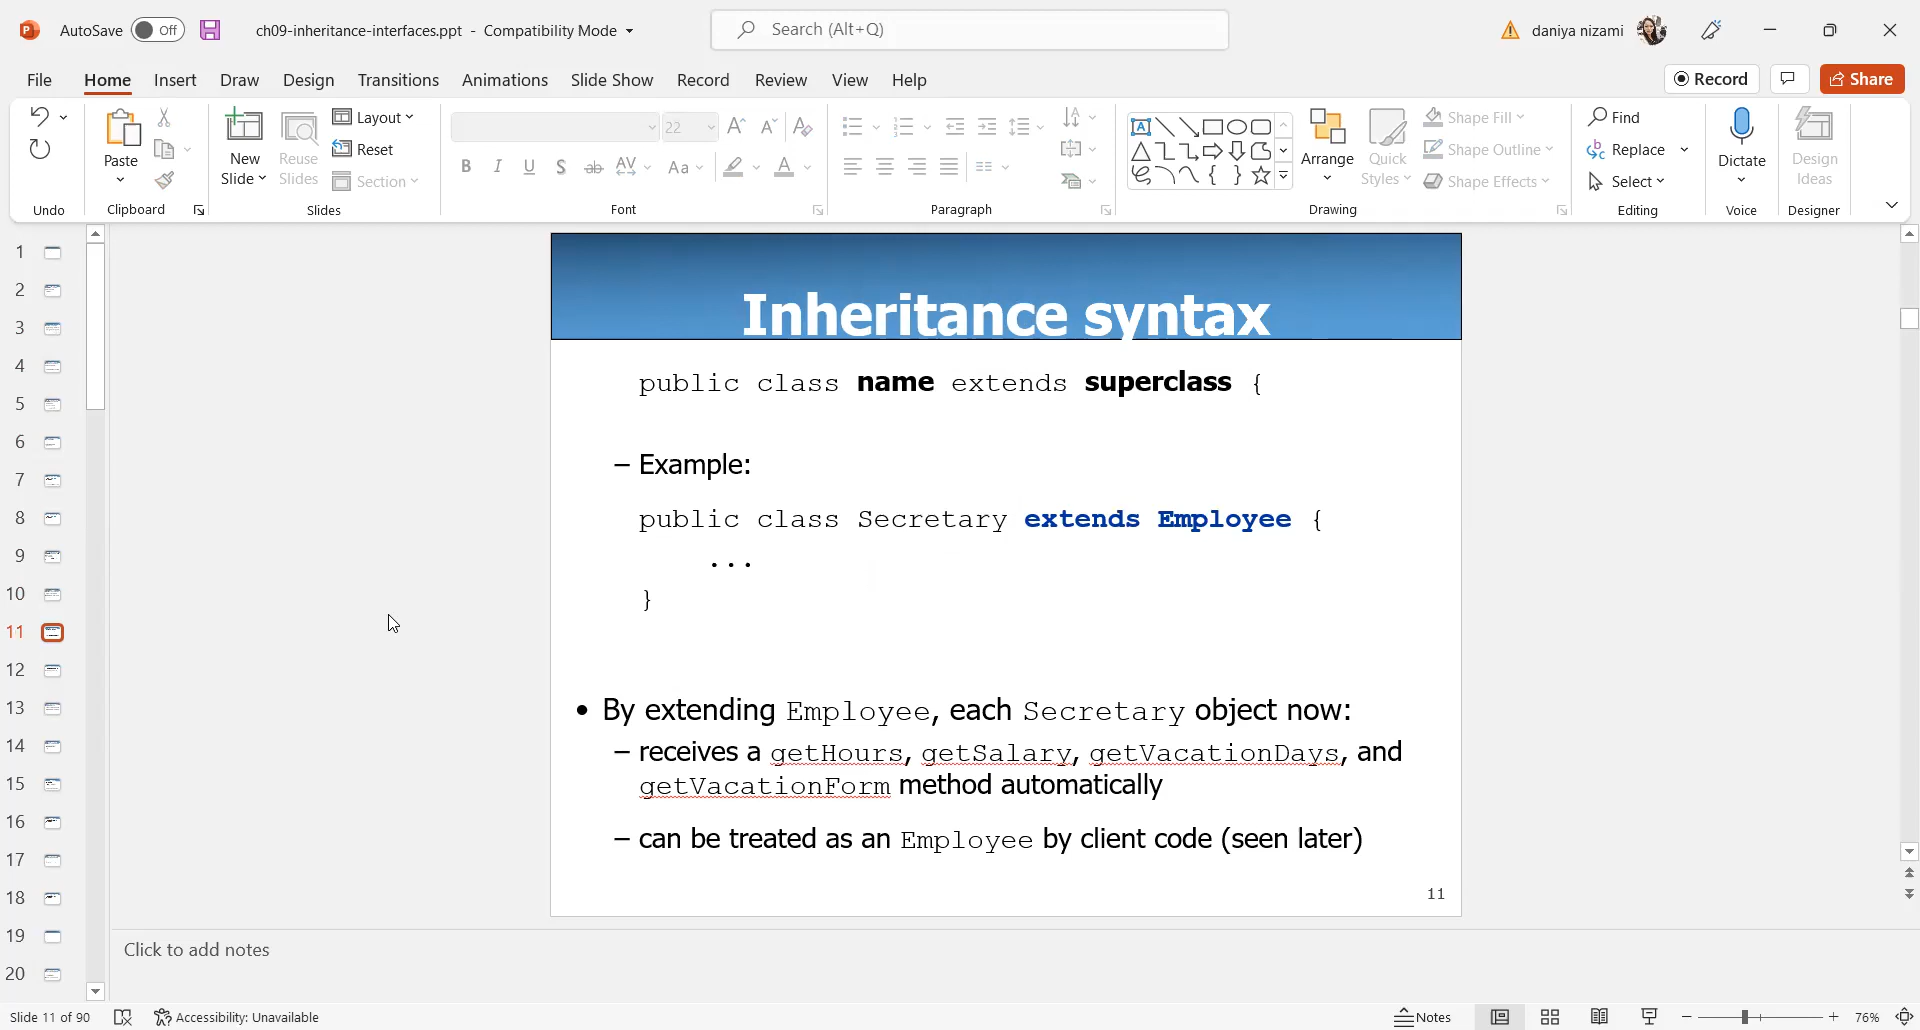 AutoSave Off ch09-inheritance-interfaces.ppt - Compatibility Mode Search (Alt+Q) daniya nizami
File Home Insert Draw Design Transitions Animations Slide Show Record Review View Help Record Share
Paste
New Slide
Reuse Slides
Layout
Reset
Section
22
B I U S ab AV Aa A
Arrange
Quick Styles
Shape Fill
Shape Outline
Shape Effects
Find
Replace
Select
Dictate
Design Ideas
Undo Clipboard Slides Font Paragraph Drawing Editing Voice Designer
1
2
3
4
5
6
7
8
9
10
11
12
13
14
15
16
17
18
19
20
Inheritance syntax
public class name extends superclass {
– Example:
public class Secretary extends Employee {
...
}
• By extending Employee, each Secretary object now:
– receives a getHours, getSalary, getVacationDays, and
getVacationForm method automatically
– can be treated as an Employee by client code (seen later)
11
Click to add notes
Slide 11 of 90 Accessibility: Unavailable Notes 76%